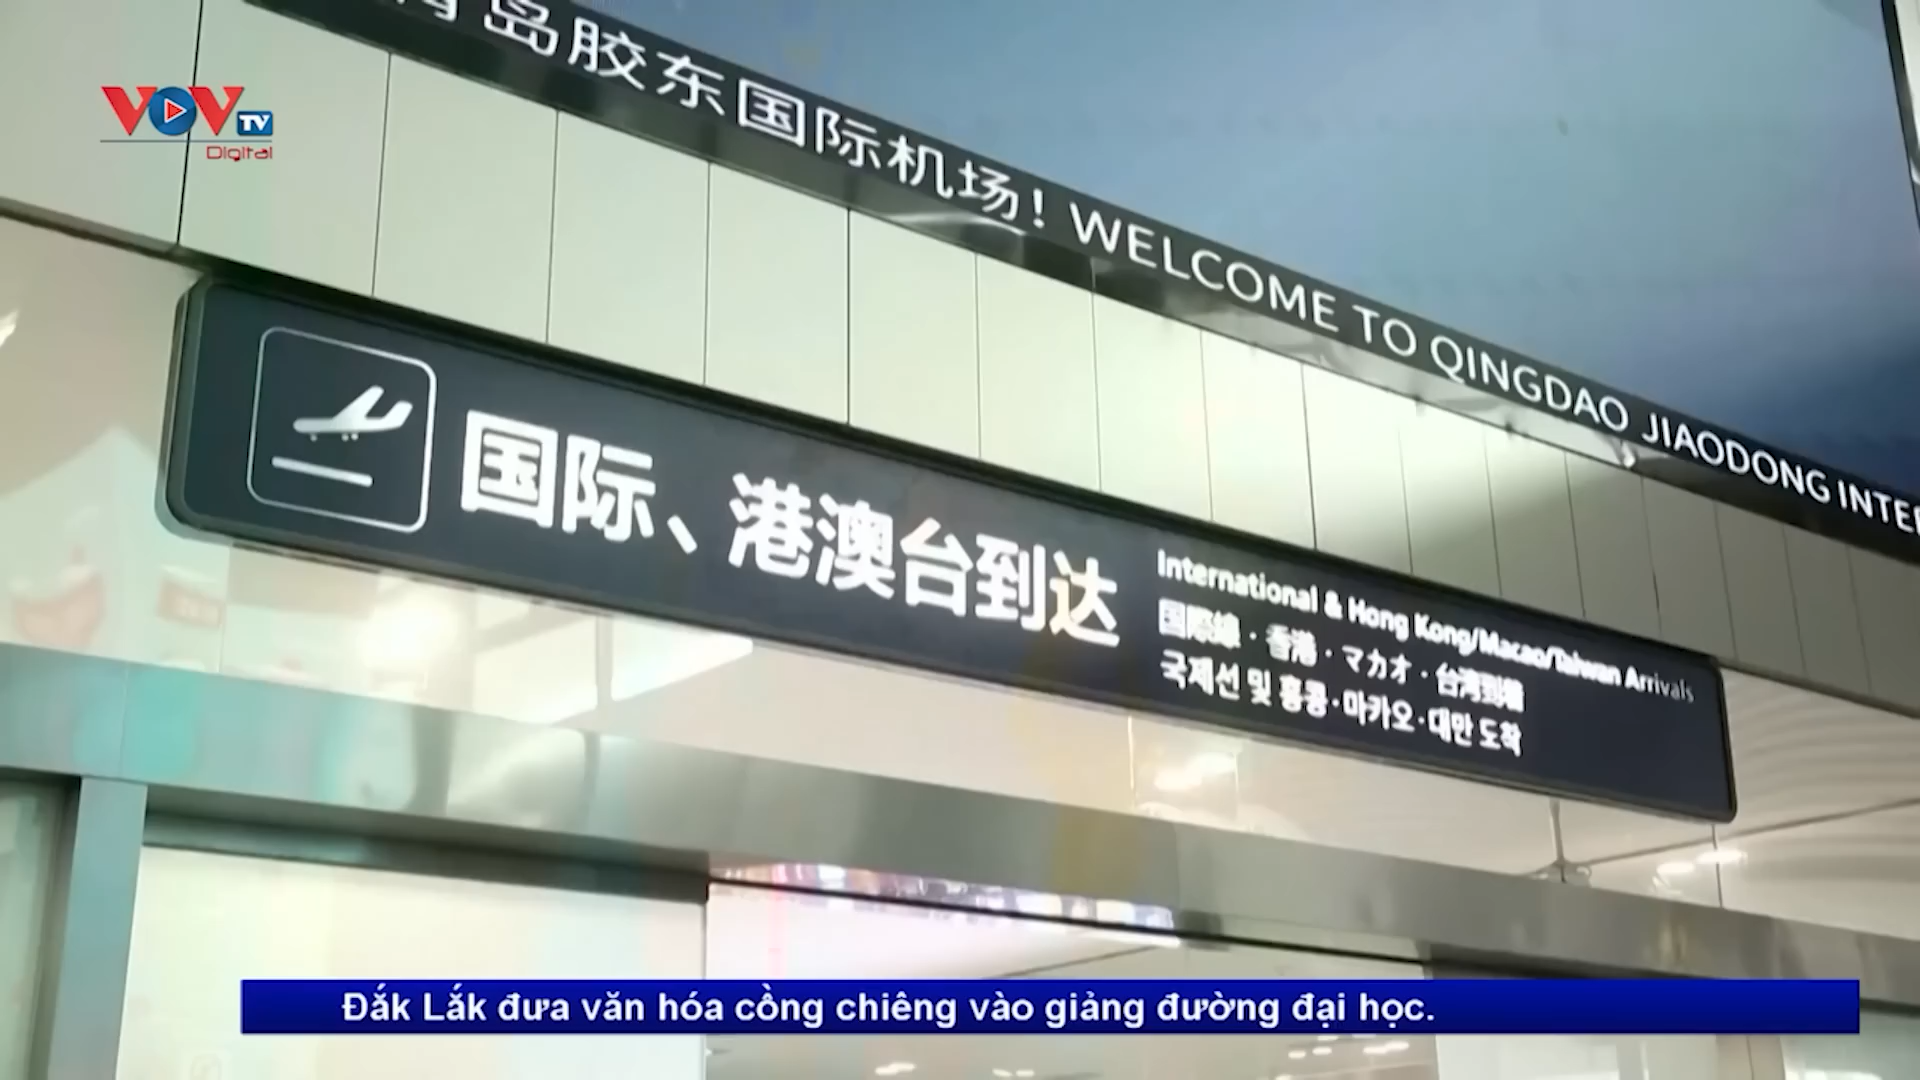 青岛胶东国际机场! WELCOME TO QINGDAO JIAODONG INTER
VOV TV
Digital
国际、港澳台到达
International & Hong Kong/Macao/Taiwan Arrivals
国際線・香港・マカオ・台湾到着
국제선 및 홍콩·마카오·대만 도착
Đắk Lắk đưa văn hóa cồng chiêng vào giảng đường đại học.